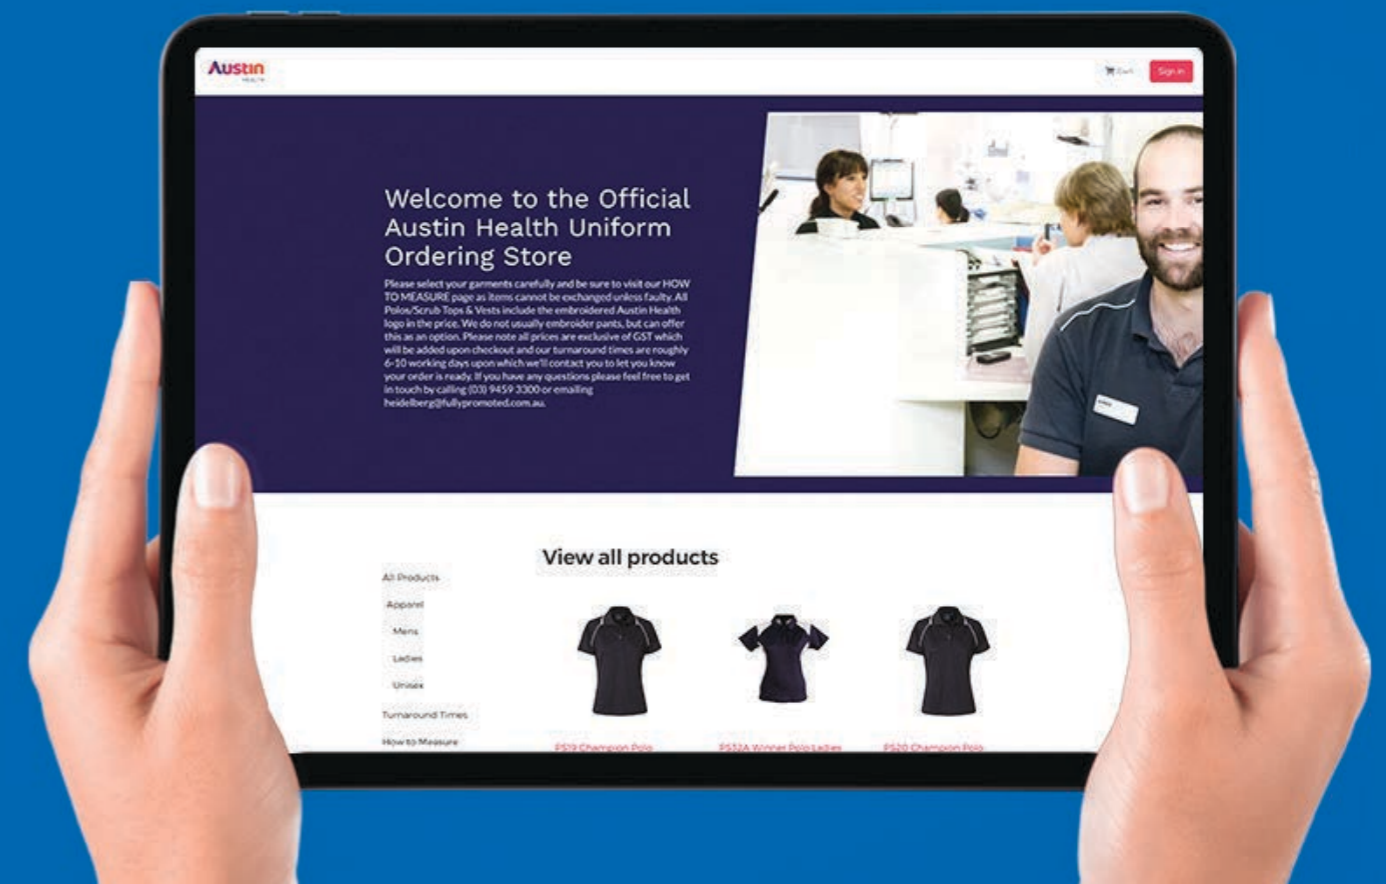 Austin
HEALTH
Cart
Sign in
Welcome to the Official
Austin Health Uniform
Ordering Store
Please select your garments carefully and be sure to visit our HOW
TO MEASURE page as items cannot be exchanged unless faulty. All
Polos/Scrub Tops & Vests include the embroidered Austin Health
logo in the price. We do not usually embroider pants, but can offer
this as an option. Please note all prices are exclusive of GST which
will be added upon checkout and our turnaround times are roughly
6-10 working days upon which we'll contact you to let you know
your order is ready. If you have any questions please feel free to get
in touch by calling (03) 9459 3300 or emailing
heidelberg@fullypromoted.com.au.
View all products
All Products
Apparel
Mens
Ladies
Unisex
Turnaround Times
How to Measure
PS19 Champion Polo
PS32A Winner Polo Ladies
PS20 Champion Polo